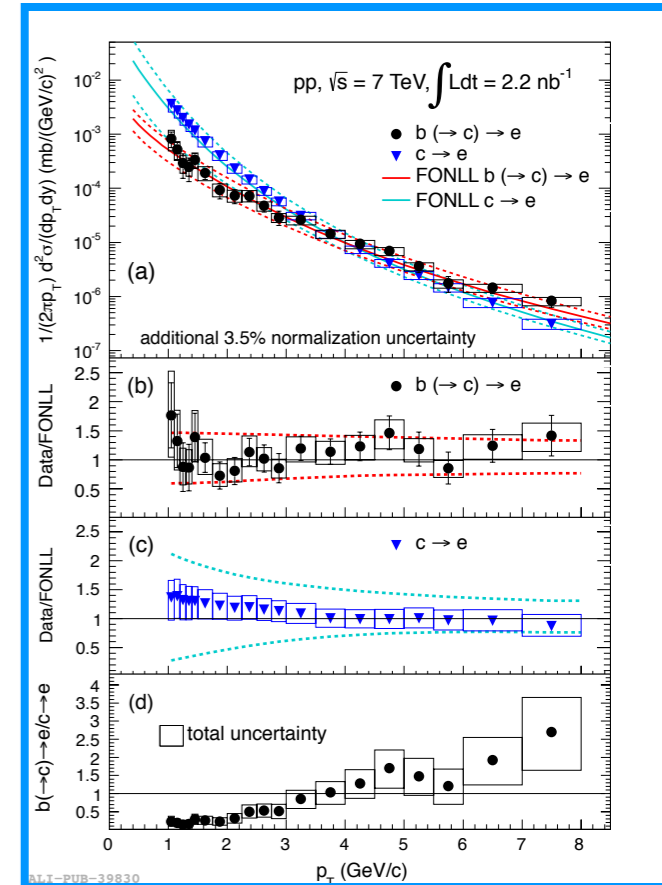 1/(2πp_T) d²σ/(dp_Tdy) (mb/(GeV/c)²)
10⁻²
10⁻³
10⁻⁴
10⁻⁵
10⁻⁶
10⁻⁷
pp, √s = 7 TeV, ∫Ldt = 2.2 nb⁻¹
b (→ c) → e
c → e
FONLL b (→ c) → e
FONLL c → e
(a)
additional 3.5% normalization uncertainty
Data/FONLL
2.5
2
1.5
1
0.5
(b)
b (→ c) → e
Data/FONLL
2.5
2
1.5
1
0.5
(c)
c → e
b(→c)→e/c→e
4
3.5
3
2.5
2
1.5
1
0.5
(d)
total uncertainty
0 1 2 3 4 5 6 7 8
p_T (GeV/c)
ALI-PUB-39830